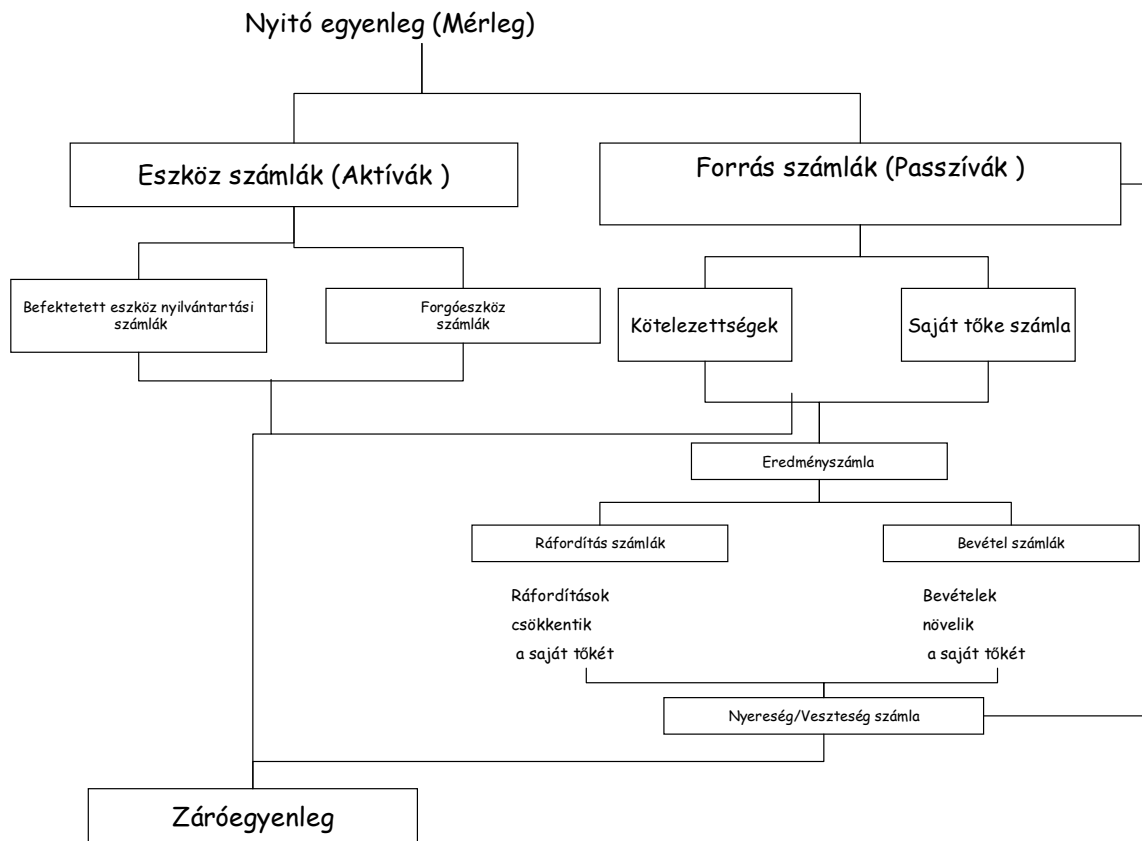 Nyitó egyenleg (Mérleg)
Eszköz számlák (Aktívák )
Forrás számlák (Passzívák )
Befektetett eszköz nyilvántartási
számlák
Forgóeszköz
számlák
Kötelezettségek
Saját tőke számla
Eredményszámla
Ráfordítás számlák
Bevétel számlák
Ráfordítások
csökkentik
a saját tőkét
Bevételek
növelik
a saját tőkét
Nyereség/Veszteség számla
Záróegyenleg